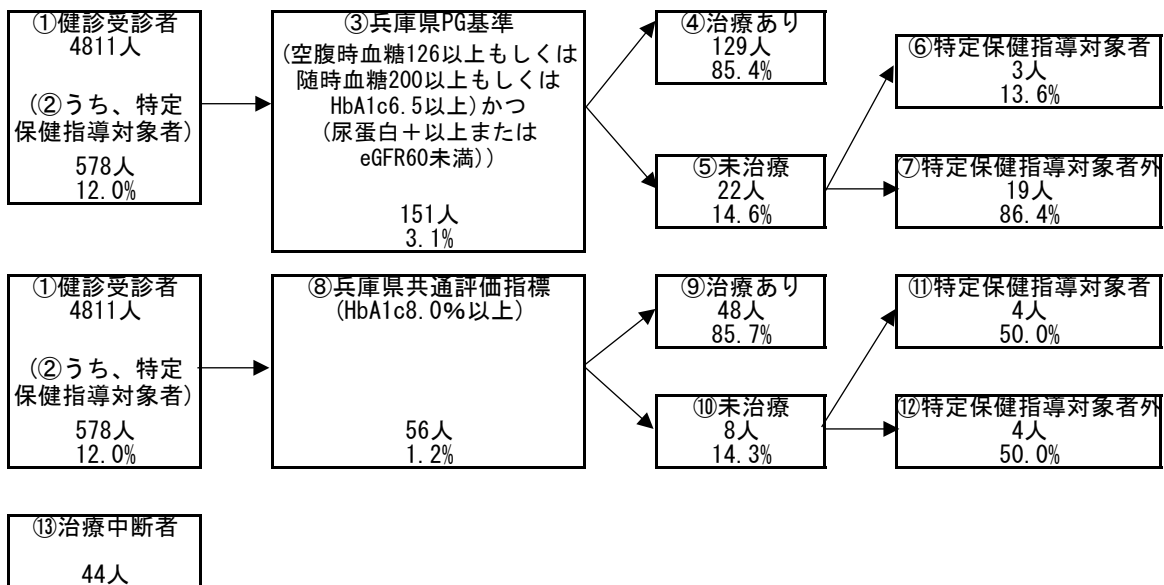 ①健診受診者
4811人
(②うち、特定
保健指導対象者)
578人
12.0%
③兵庫県PG基準
(空腹時血糖126以上もしくは
随時血糖200以上もしくは
HbA1c6.5以上)かつ
(尿蛋白＋以上または
eGFR60未満))
151人
3.1%
④治療あり
129人
85.4%
⑤未治療
22人
14.6%
⑥特定保健指導対象者
3人
13.6%
⑦特定保健指導対象者外
19人
86.4%
①健診受診者
4811人
(②うち、特定
保健指導対象者)
578人
12.0%
⑧兵庫県共通評価指標
(HbA1c8.0%以上)
56人
1.2%
⑨治療あり
48人
85.7%
⑩未治療
8人
14.3%
⑪特定保健指導対象者
4人
50.0%
⑫特定保健指導対象者外
4人
50.0%
⑬治療中断者
44人